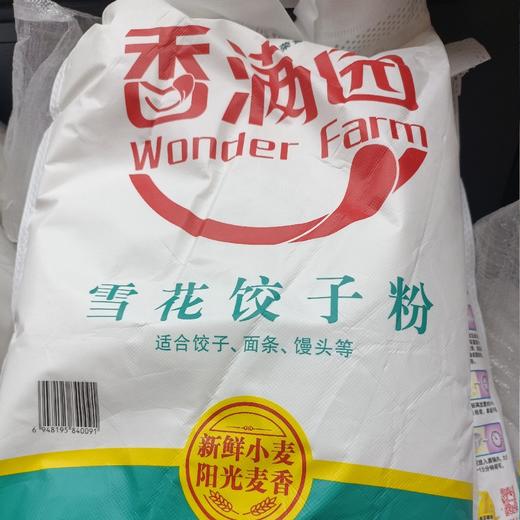 香满园
Wonder Farm
雪花饺子粉
适合饺子、面条、馒头等
6 948195 840091
新鲜小麦
阳光麦香